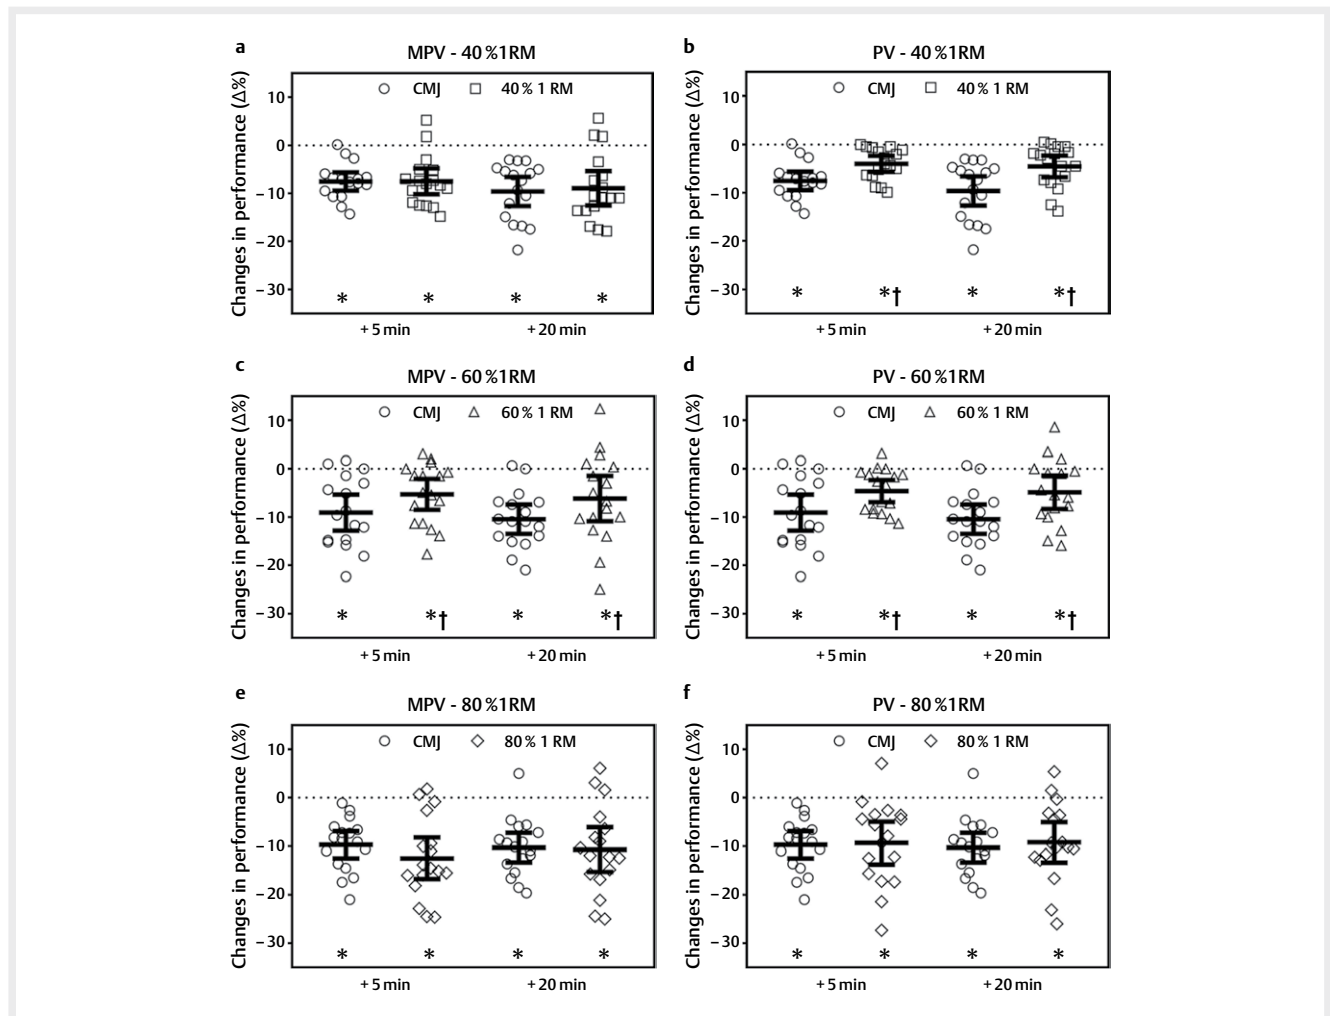 a
MPV - 40 %1RM
CMJ 40 % 1 RM
Changes in performance (Δ%)
10
0
– 10
– 20
– 30
* * * *
+ 5 min + 20 min
b
PV - 40 %1RM
CMJ 40 % 1 RM
Changes in performance (Δ%)
10
0
– 10
– 20
– 30
* *† * *†
+ 5 min + 20 min
c
MPV - 60 %1RM
CMJ 60 % 1 RM
Changes in performance (Δ%)
10
0
– 10
– 20
– 30
* *† * *†
+ 5 min + 20 min
d
PV - 60 %1RM
CMJ 60 % 1 RM
Changes in performance (Δ%)
10
0
– 10
– 20
– 30
* *† * *†
+ 5 min + 20 min
e
MPV - 80 %1RM
CMJ 80 % 1 RM
Changes in performance (Δ%)
10
0
– 10
– 20
– 30
* * * *
+ 5 min + 20 min
f
PV - 80 %1RM
CMJ 80 % 1 RM
Changes in performance (Δ%)
10
0
– 10
– 20
– 30
* * * *
+ 5 min + 20 min